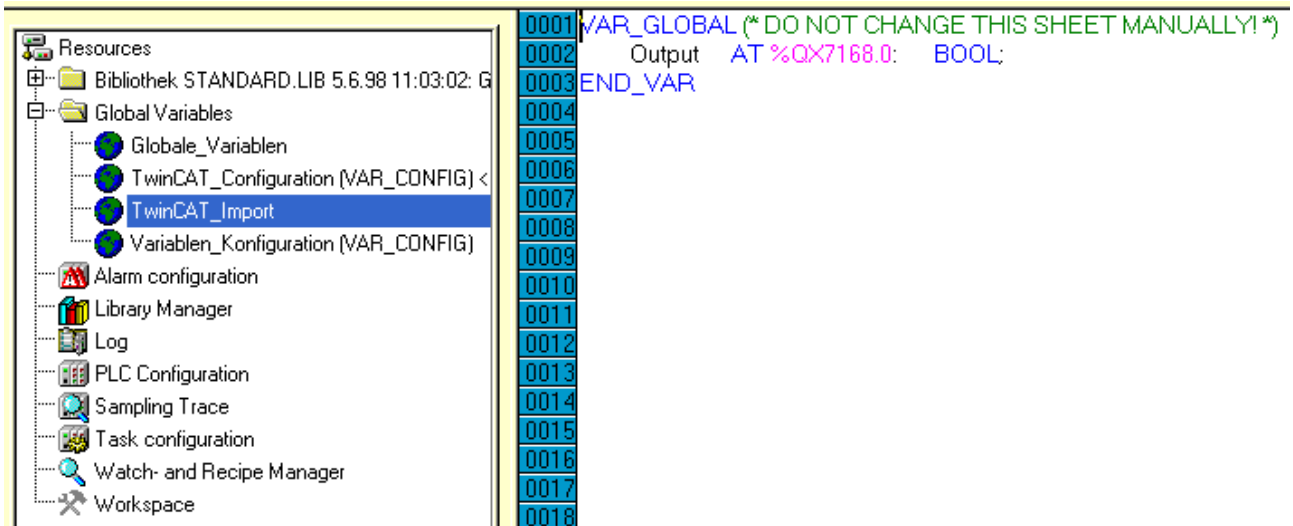 Resources
Bibliothek STANDARD.LIB 5.6.98 11:03:02: G
Global Variables
Globale_Variablen
TwinCAT_Configuration (VAR_CONFIG) <
TwinCAT_Import
Variablen_Konfiguration (VAR_CONFIG)
Alarm configuration
Library Manager
Log
PLC Configuration
Sampling Trace
Task configuration
Watch- and Recipe Manager
Workspace
0001 VAR_GLOBAL (* DO NOT CHANGE THIS SHEET MANUALLY! *)
0002 Output AT %QX7168.0: BOOL;
0003 END_VAR
0004
0005
0006
0007
0008
0009
0010
0011
0012
0013
0014
0015
0016
0017
0018